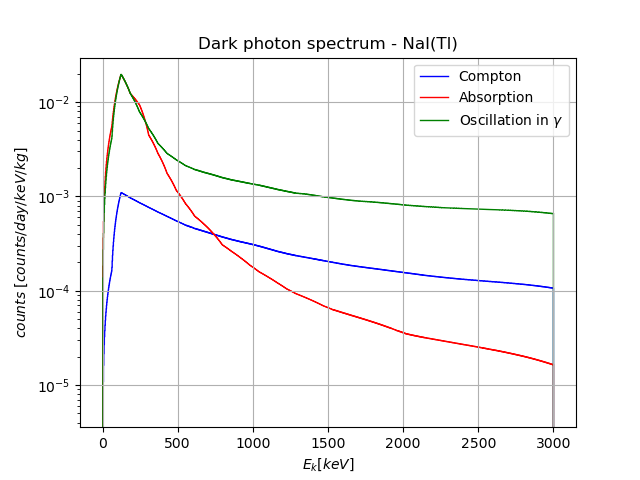 Dark photon spectrum - NaI(Tl)
Compton
Absorption
Oscillation in γ
counts [counts/day/keV/kg]
10⁻²
10⁻³
10⁻⁴
10⁻⁵
0 500 1000 1500 2000 2500 3000
E_k[keV]